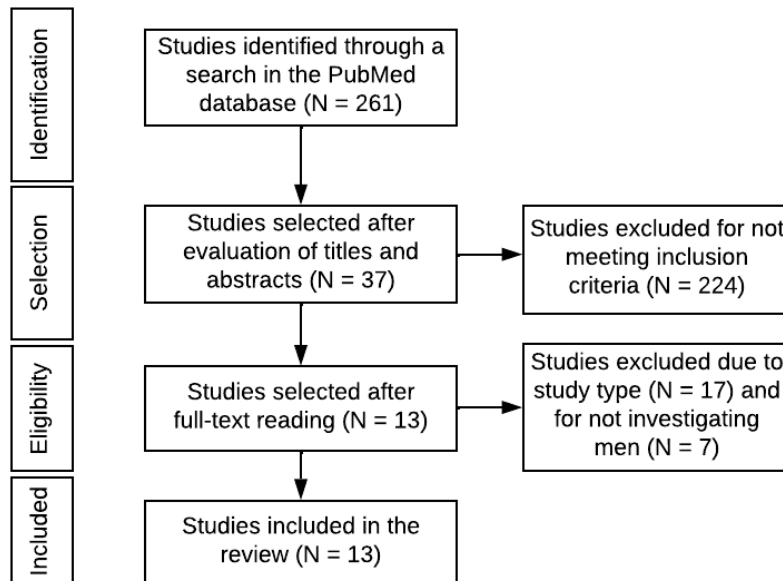 Identification
Studies identified through a
search in the PubMed
database (N = 261)
Selection
Studies selected after
evaluation of titles and
abstracts (N = 37)
Studies excluded for not
meeting inclusion
criteria (N = 224)
Eligibility
Studies selected after
full-text reading (N = 13)
Studies excluded due to
study type (N = 17) and
for not investigating
men (N = 7)
Included
Studies included in the
review (N = 13)